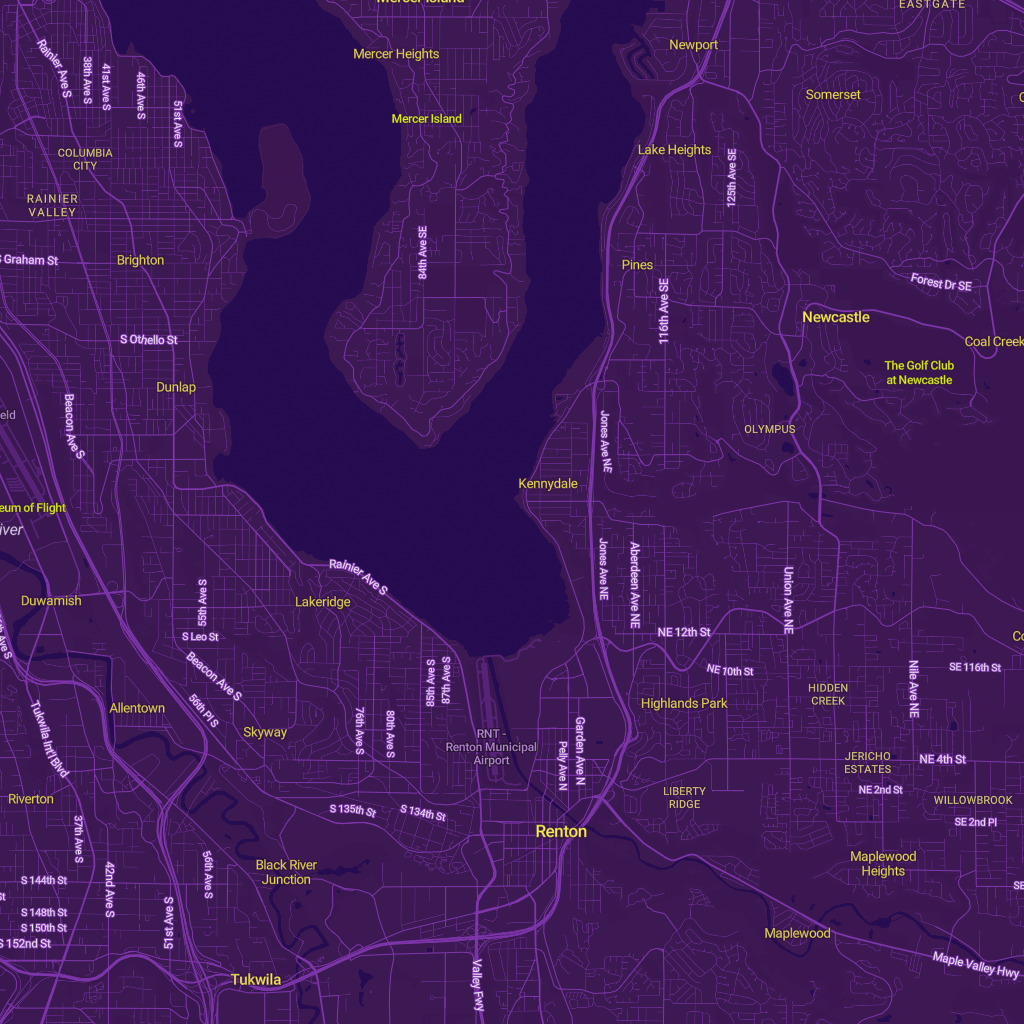 Mercer Island
EASTGATE
Mercer Heights
Newport
Rainier Ave S
38th Ave S
41st Ave S
46th Ave S
51st Ave S
Somerset
Mercer Island
COLUMBIA
CITY
Lake Heights
125th Ave SE
RAINIER
VALLEY
84th Ave SE
S Graham St
Brighton
Pines
116th Ave SE
Forest Dr SE
Newcastle
S Othello St
Coal Creek
The Golf Club
at Newcastle
Dunlap
Beacon Ave S
eld
Jones Ave NE
OLYMPUS
Kennydale
eum of Flight
iver
Rainier Ave S
Jones Ave NE
Aberdeen Ave NE
Union Ave NE
Duwamish
55th Ave S
Lakeridge
S Leo St
NE 12th St
Co
Beacon Ave S
85th Ave S
87th Ave S
NE 10th St
SE 116th St
Nile Ave NE
56th Pl S
HIDDEN
CREEK
Allentown
Highlands Park
Tukwila Int'l Blvd
Skyway
76th Ave S
80th Ave S
RNT -
Renton Municipal
Airport
Garden Ave N
Pelly Ave N
JERICHO
ESTATES
NE 4th St
NE 2nd St
Riverton
LIBERTY
RIDGE
WILLOWBROOK
S 135th St
S 134th St
SE 2nd Pl
Renton
37th Ave S
Black River
Junction
56th Ave S
Maplewood
Heights
42nd Ave S
S 144th St
SE
St
S 148th St
51st Ave S
S 150th St
S 152nd St
Maplewood
Maple Valley Hwy
Tukwila
Valley Fwy